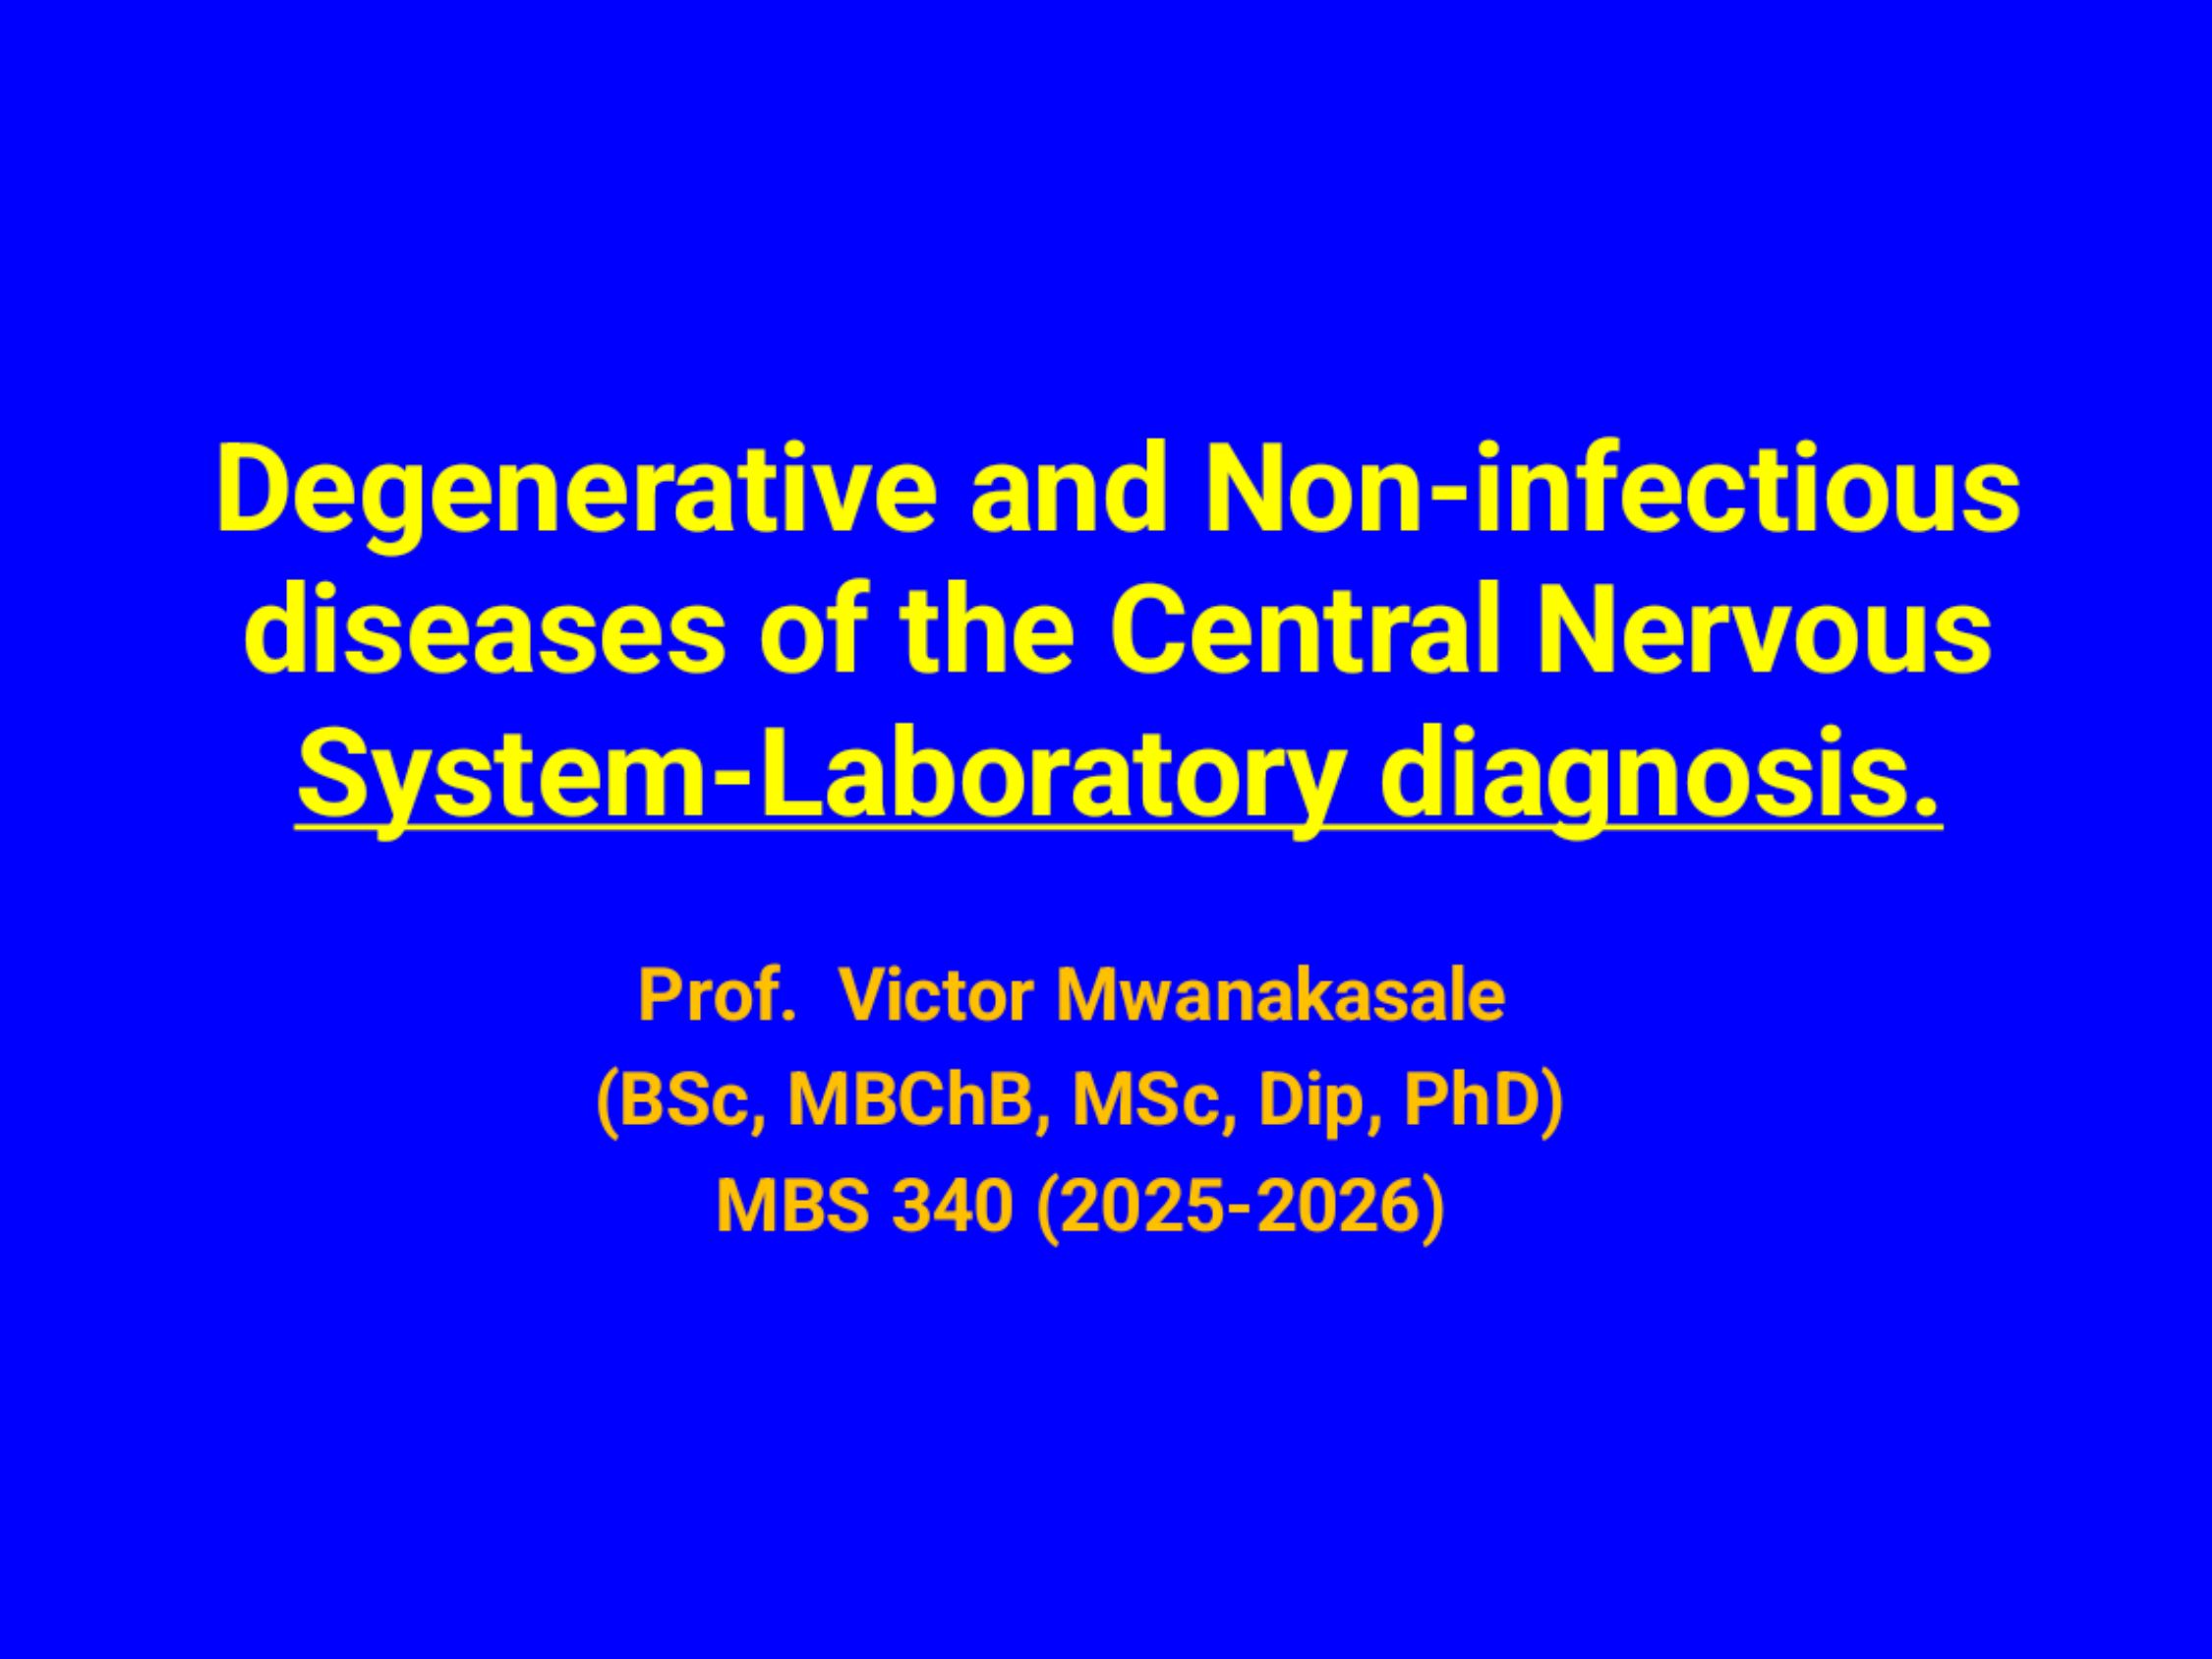 Degenerative and Non-infectious
diseases of the Central Nervous
System-Laboratory diagnosis.
Prof.  Victor Mwanakasale
(BSc, MBChB, MSc, Dip, PhD)
MBS 340 (2025-2026)